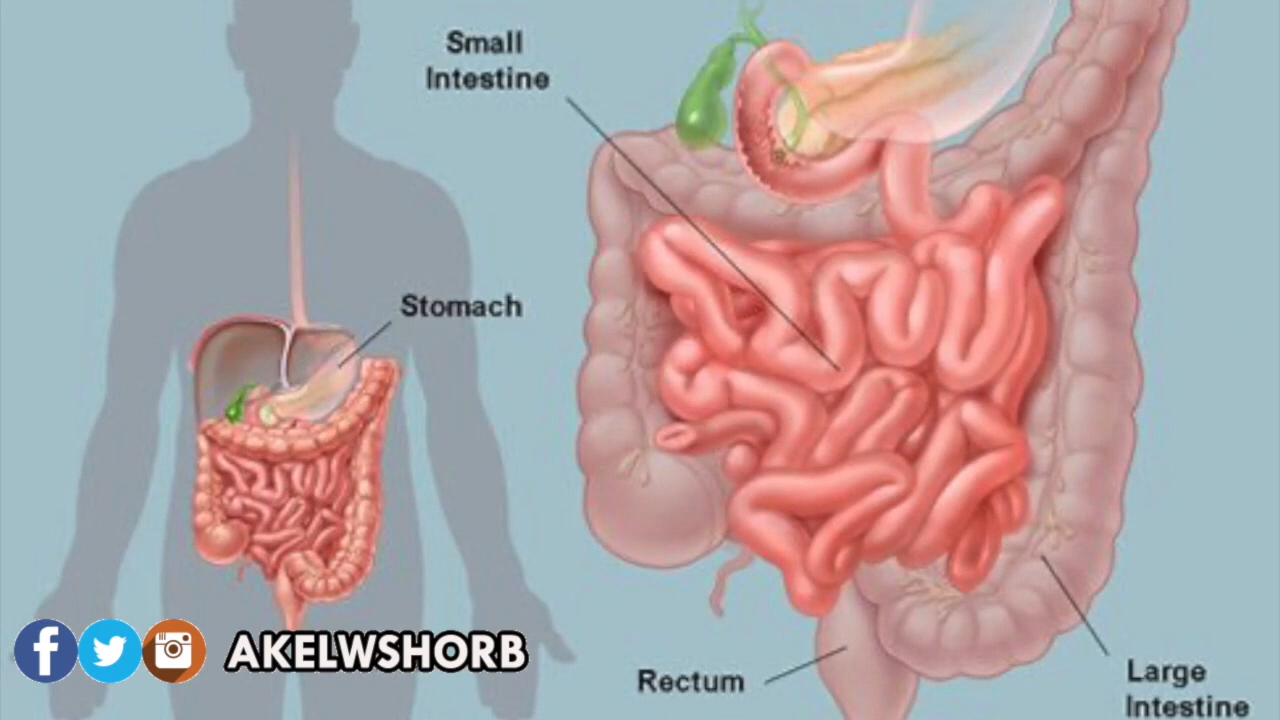 Small
Intestine
Stomach
Rectum
Large
Intestine
AKELWSHORB